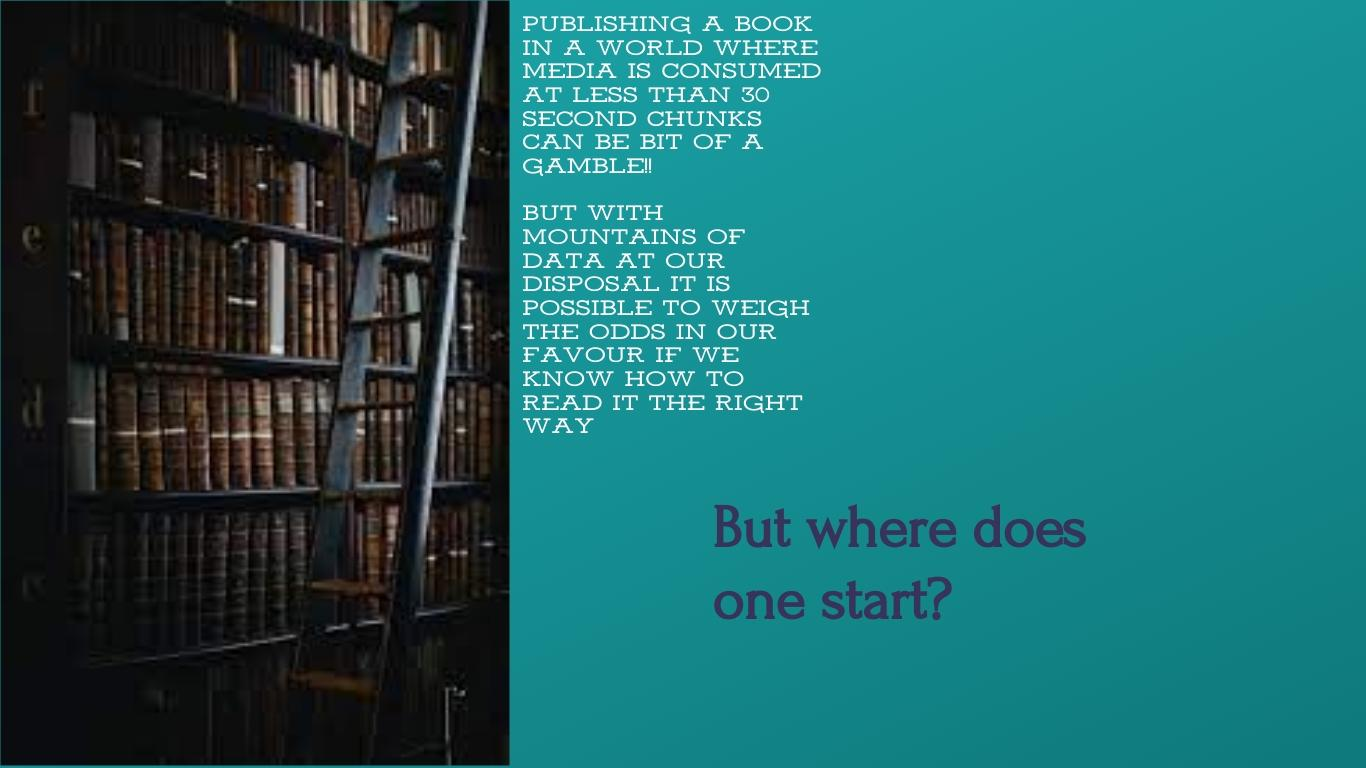 PUBLISHING A BOOK
IN A WORLD WHERE
MEDIA IS CONSUMED
AT LESS THAN 30
SECOND CHUNKS
CAN BE BIT OF A
GAMBLE!!
BUT WITH
MOUNTAINS OF
DATA AT OUR
DISPOSAL IT IS
POSSIBLE TO WEIGH
THE ODDS IN OUR
FAVOUR IF WE
KNOW HOW TO
READ IT THE RIGHT
WAY
But where does
one start?